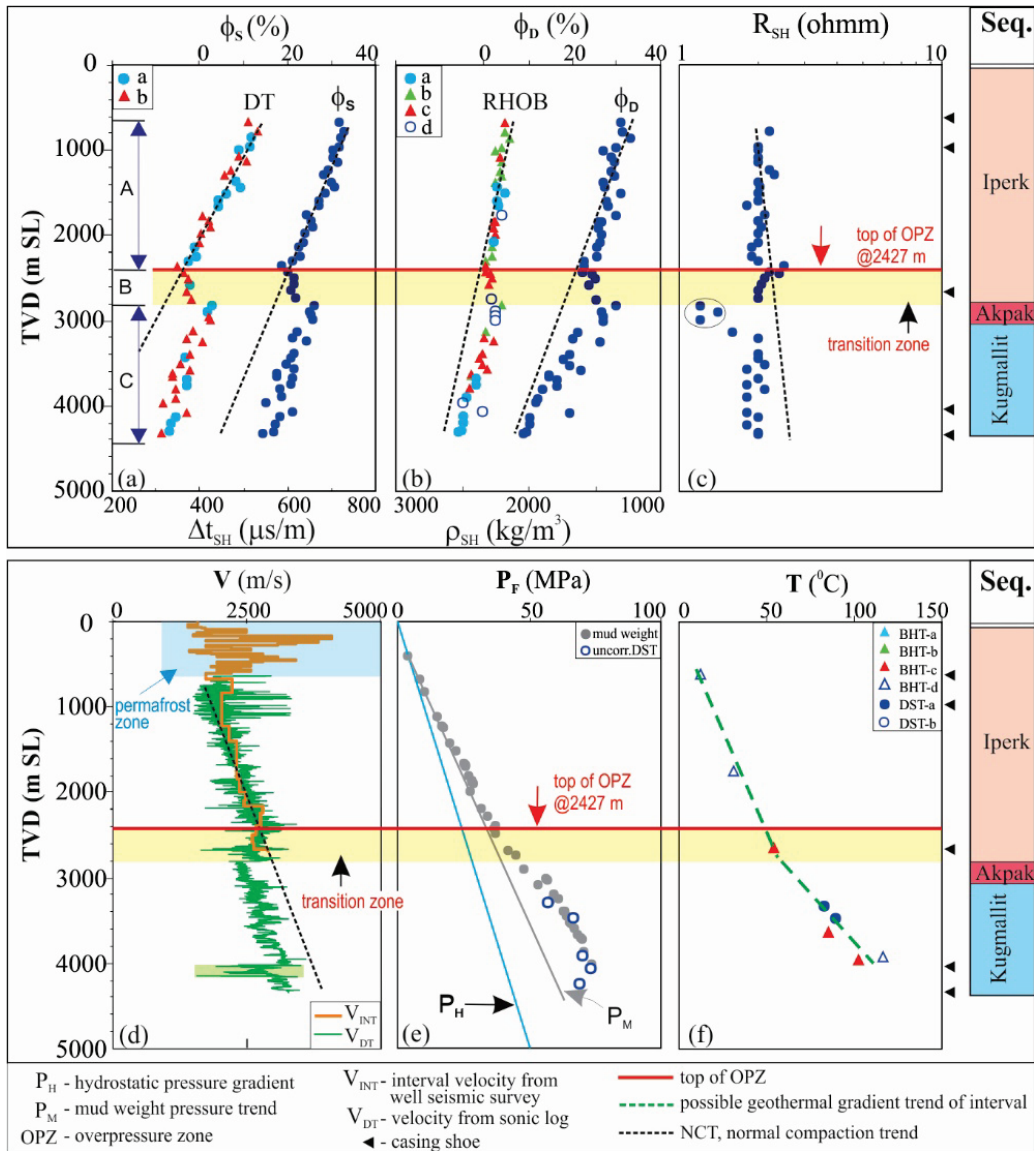 ϕS (%)
ϕD (%)
RSH (ohmm)
Seq.
0 20 40
0 20 40
1 10
0
1000
2000
3000
4000
5000
TVD (m SL)
a
b
DT
ϕS
A
B
C
(a)
200 400 600 800
ΔtSH (μs/m)
a
b
c
d
RHOB
ϕD
(b)
3000 2000 1000
ρSH (kg/m3)
top of OPZ
@2427 m
transition zone
(c)
Iperk
Akpak
Kugmallit
V (m/s)
PF (MPa)
T (0C)
Seq.
0 2500 5000
0 50 100
0 50 100 150
0
1000
2000
3000
4000
5000
TVD (m SL)
permafrost
zone
transition zone
VINT
VDT
(d)
mud weight
uncorr.DST
top of OPZ
@2427 m
PH
PM
(e)
BHT-a
BHT-b
BHT-c
BHT-d
DST-a
DST-b
(f)
Iperk
Akpak
Kugmallit
PH - hydrostatic pressure gradient
PM - mud weight pressure trend
OPZ - overpressure zone
VINT - interval velocity from
well seismic survey
VDT - velocity from sonic log
- casing shoe
top of OPZ
possible geothermal gradient trend of interval
NCT, normal compaction trend